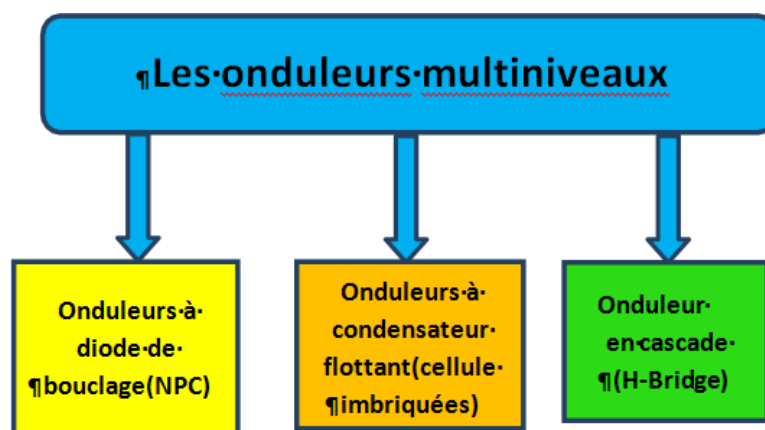 ¶Les·onduleurs·multiniveaux
Onduleurs·à·
diode·de·
¶bouclage(NPC)
Onduleurs·à·
condensateur·
flottant(cellule·
¶imbriquées)
Onduleur·
en·cascade·
¶(H-Bridge)